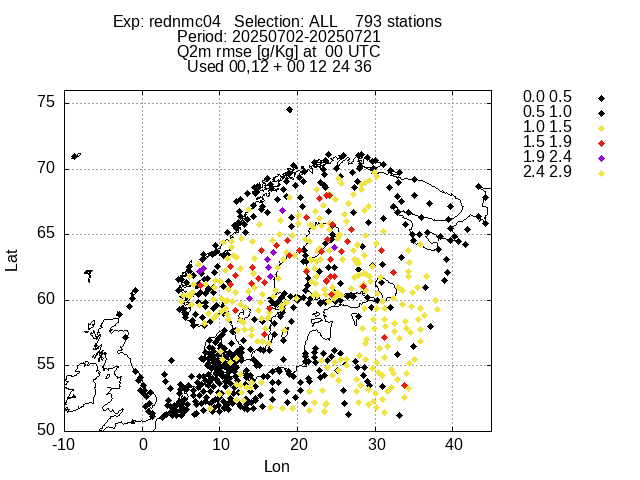 Exp: rednmc04   Selection: ALL    793 stations
Period: 20250702-20250721
Q2m rmse [g/Kg] at  00 UTC
Used 00,12 + 00 12 24 36
0.0 0.5
0.5 1.0
1.0 1.5
1.5 1.9
1.9 2.4
2.4 2.9
75
70
65
60
55
50
Lat
-10 0 10 20 30 40
Lon